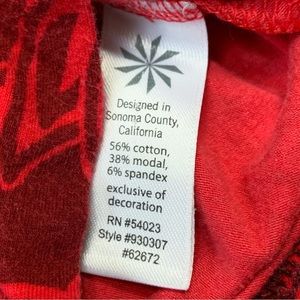 Designed in
Sonoma County,
California
56% cotton,
38% modal,
6% spandex
exclusive of
decoration
RN #54023
Style #930307
#62672